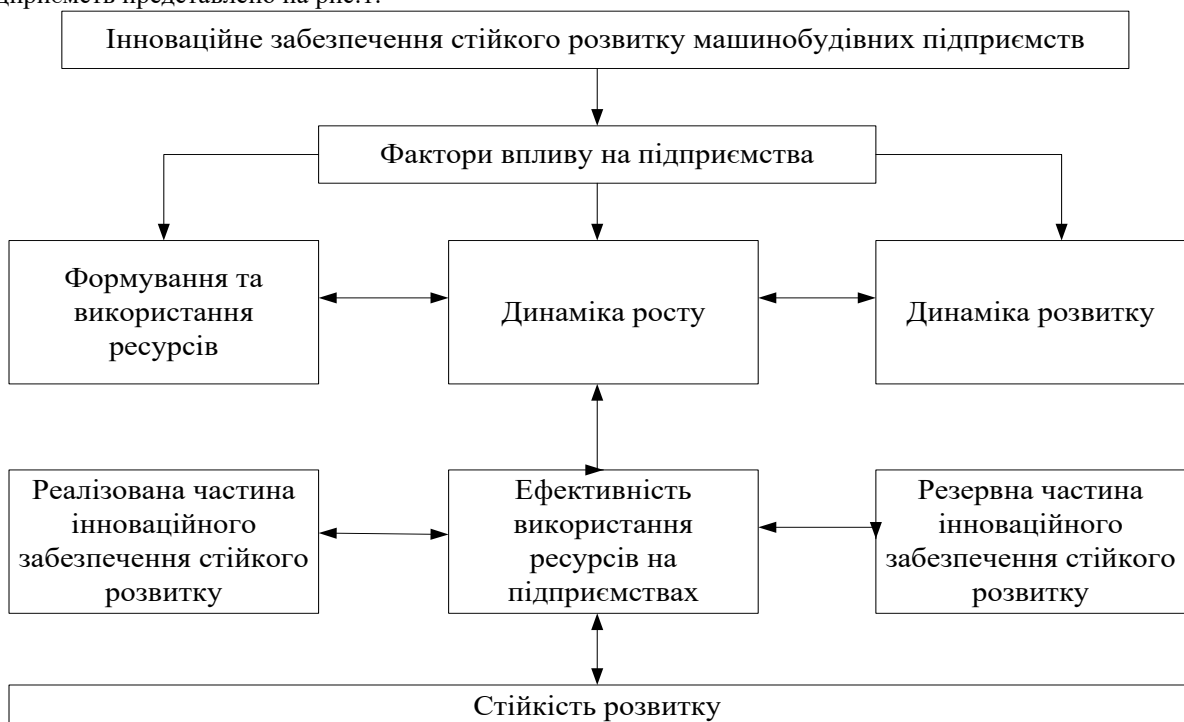 представлено на рис.1.
Інноваційне забезпечення стійкого розвитку машинобудівних підприємств
Фактори впливу на підприємства
Формування та
використання
ресурсів
Динаміка росту
Динаміка розвитку
Реалізована частина
інноваційного
забезпечення стійкого
розвитку
Ефективність
використання
ресурсів на
підприємствах
Резервна частина
інноваційного
забезпечення стійкого
розвитку
Стійкість розвитку